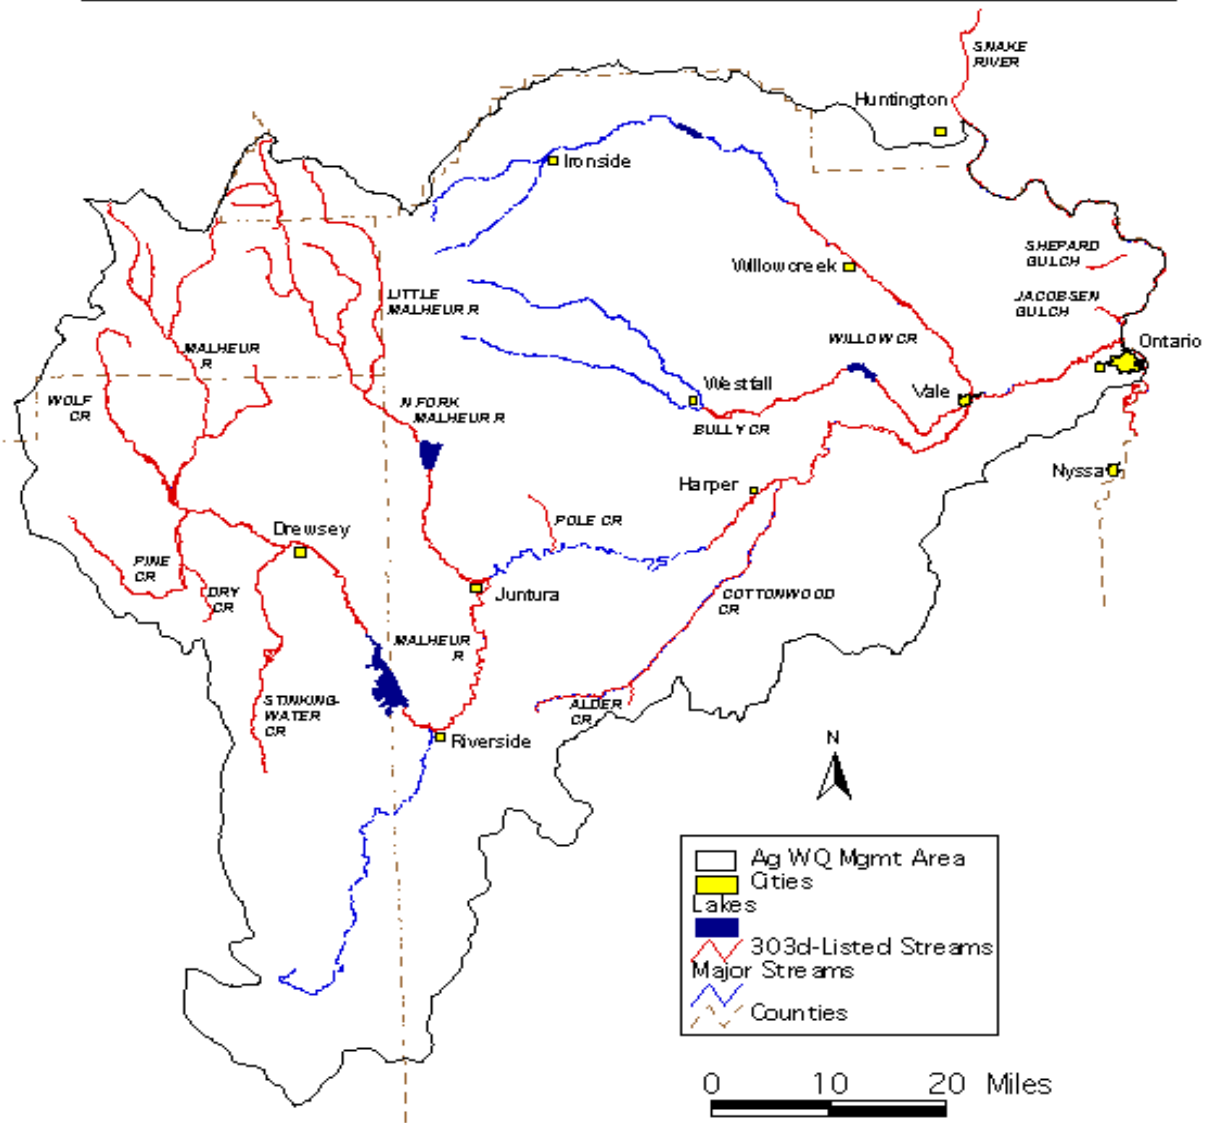 SNAKE
RIVER
Huntington
Ironside
SHEPARD
GULCH
Willowcreek
LITTLE
MALHEUR R
JACOBSEN
GULCH
MALHEUR
R
WILLOW CR
Ontario
WOLF
CR
N FORK
MALHEUR R
Westfall
Vale
BULLY CR
Nyssa
Harper
POLE CR
Drewsey
PINE
CR
DRY
CR
Juntura
COTTONWOOD
CR
MALHEUR
R
STINKING-
WATER
CR
ALDER
CR
Riverside
N
Ag WQ Mgmt Area
Cities
Lakes
303d-Listed Streams
Major Streams
Counties
0 10 20 Miles